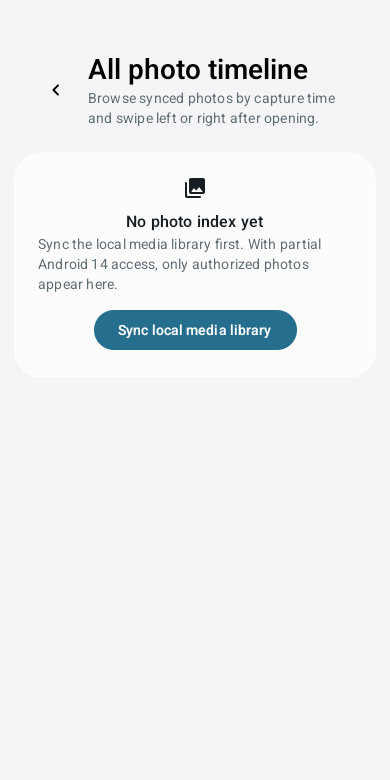 All photo timeline
Browse synced photos by capture time
and swipe left or right after opening.
No photo index yet
Sync the local media library first. With partial
Android 14 access, only authorized photos
appear here.
Sync local media library